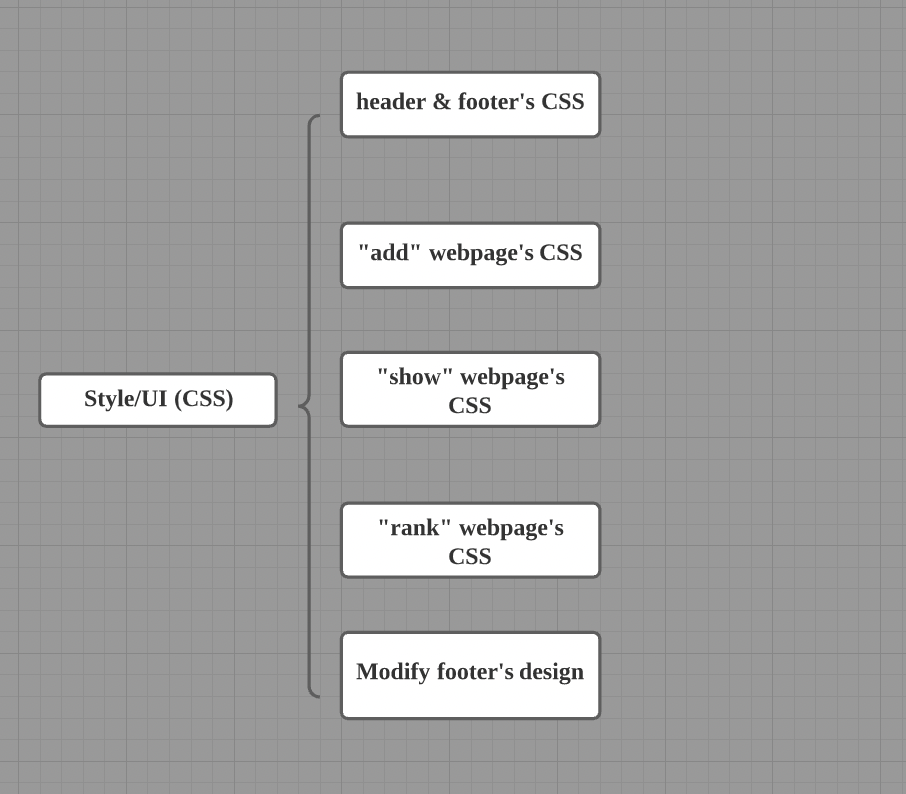 header & footer's CSS
"add" webpage's CSS
"show" webpage's
CSS
Style/UI (CSS)
"rank" webpage's
CSS
Modify footer's design